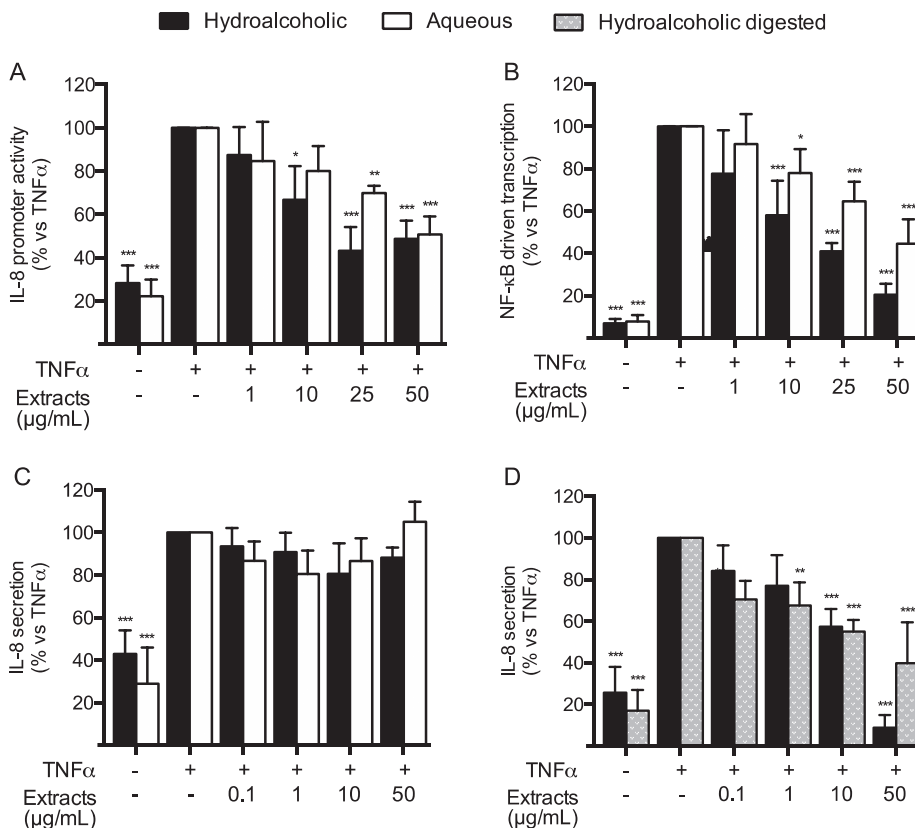 Hydroalcoholic Aqueous Hydroalcoholic digested
A
IL-8 promoter activity
(% vs TNFα)
120
100
80
60
40
20
*** *** * *** ** *** ***
TNFα - + + + + +
Extracts - - 1 10 25 50
(µg/mL)
B
NF-κB driven transcription
(% vs TNFα)
120
100
80
60
40
20
*** *** *** * *** *** *** ***
TNFα - + + + + +
Extracts - - 1 10 25 50
(µg/mL)
C
IL-8 secretion
(% vs TNFα)
120
100
80
60
40
20
*** ***
TNFα - + + + + +
Extracts - - 0.1 1 10 50
(µg/mL)
D
IL-8 secretion
(% vs TNFα)
120
100
80
60
40
20
*** *** ** *** *** *** ***
TNFα - + + + + +
Extracts - - 0.1 1 10 50
(µg/mL)